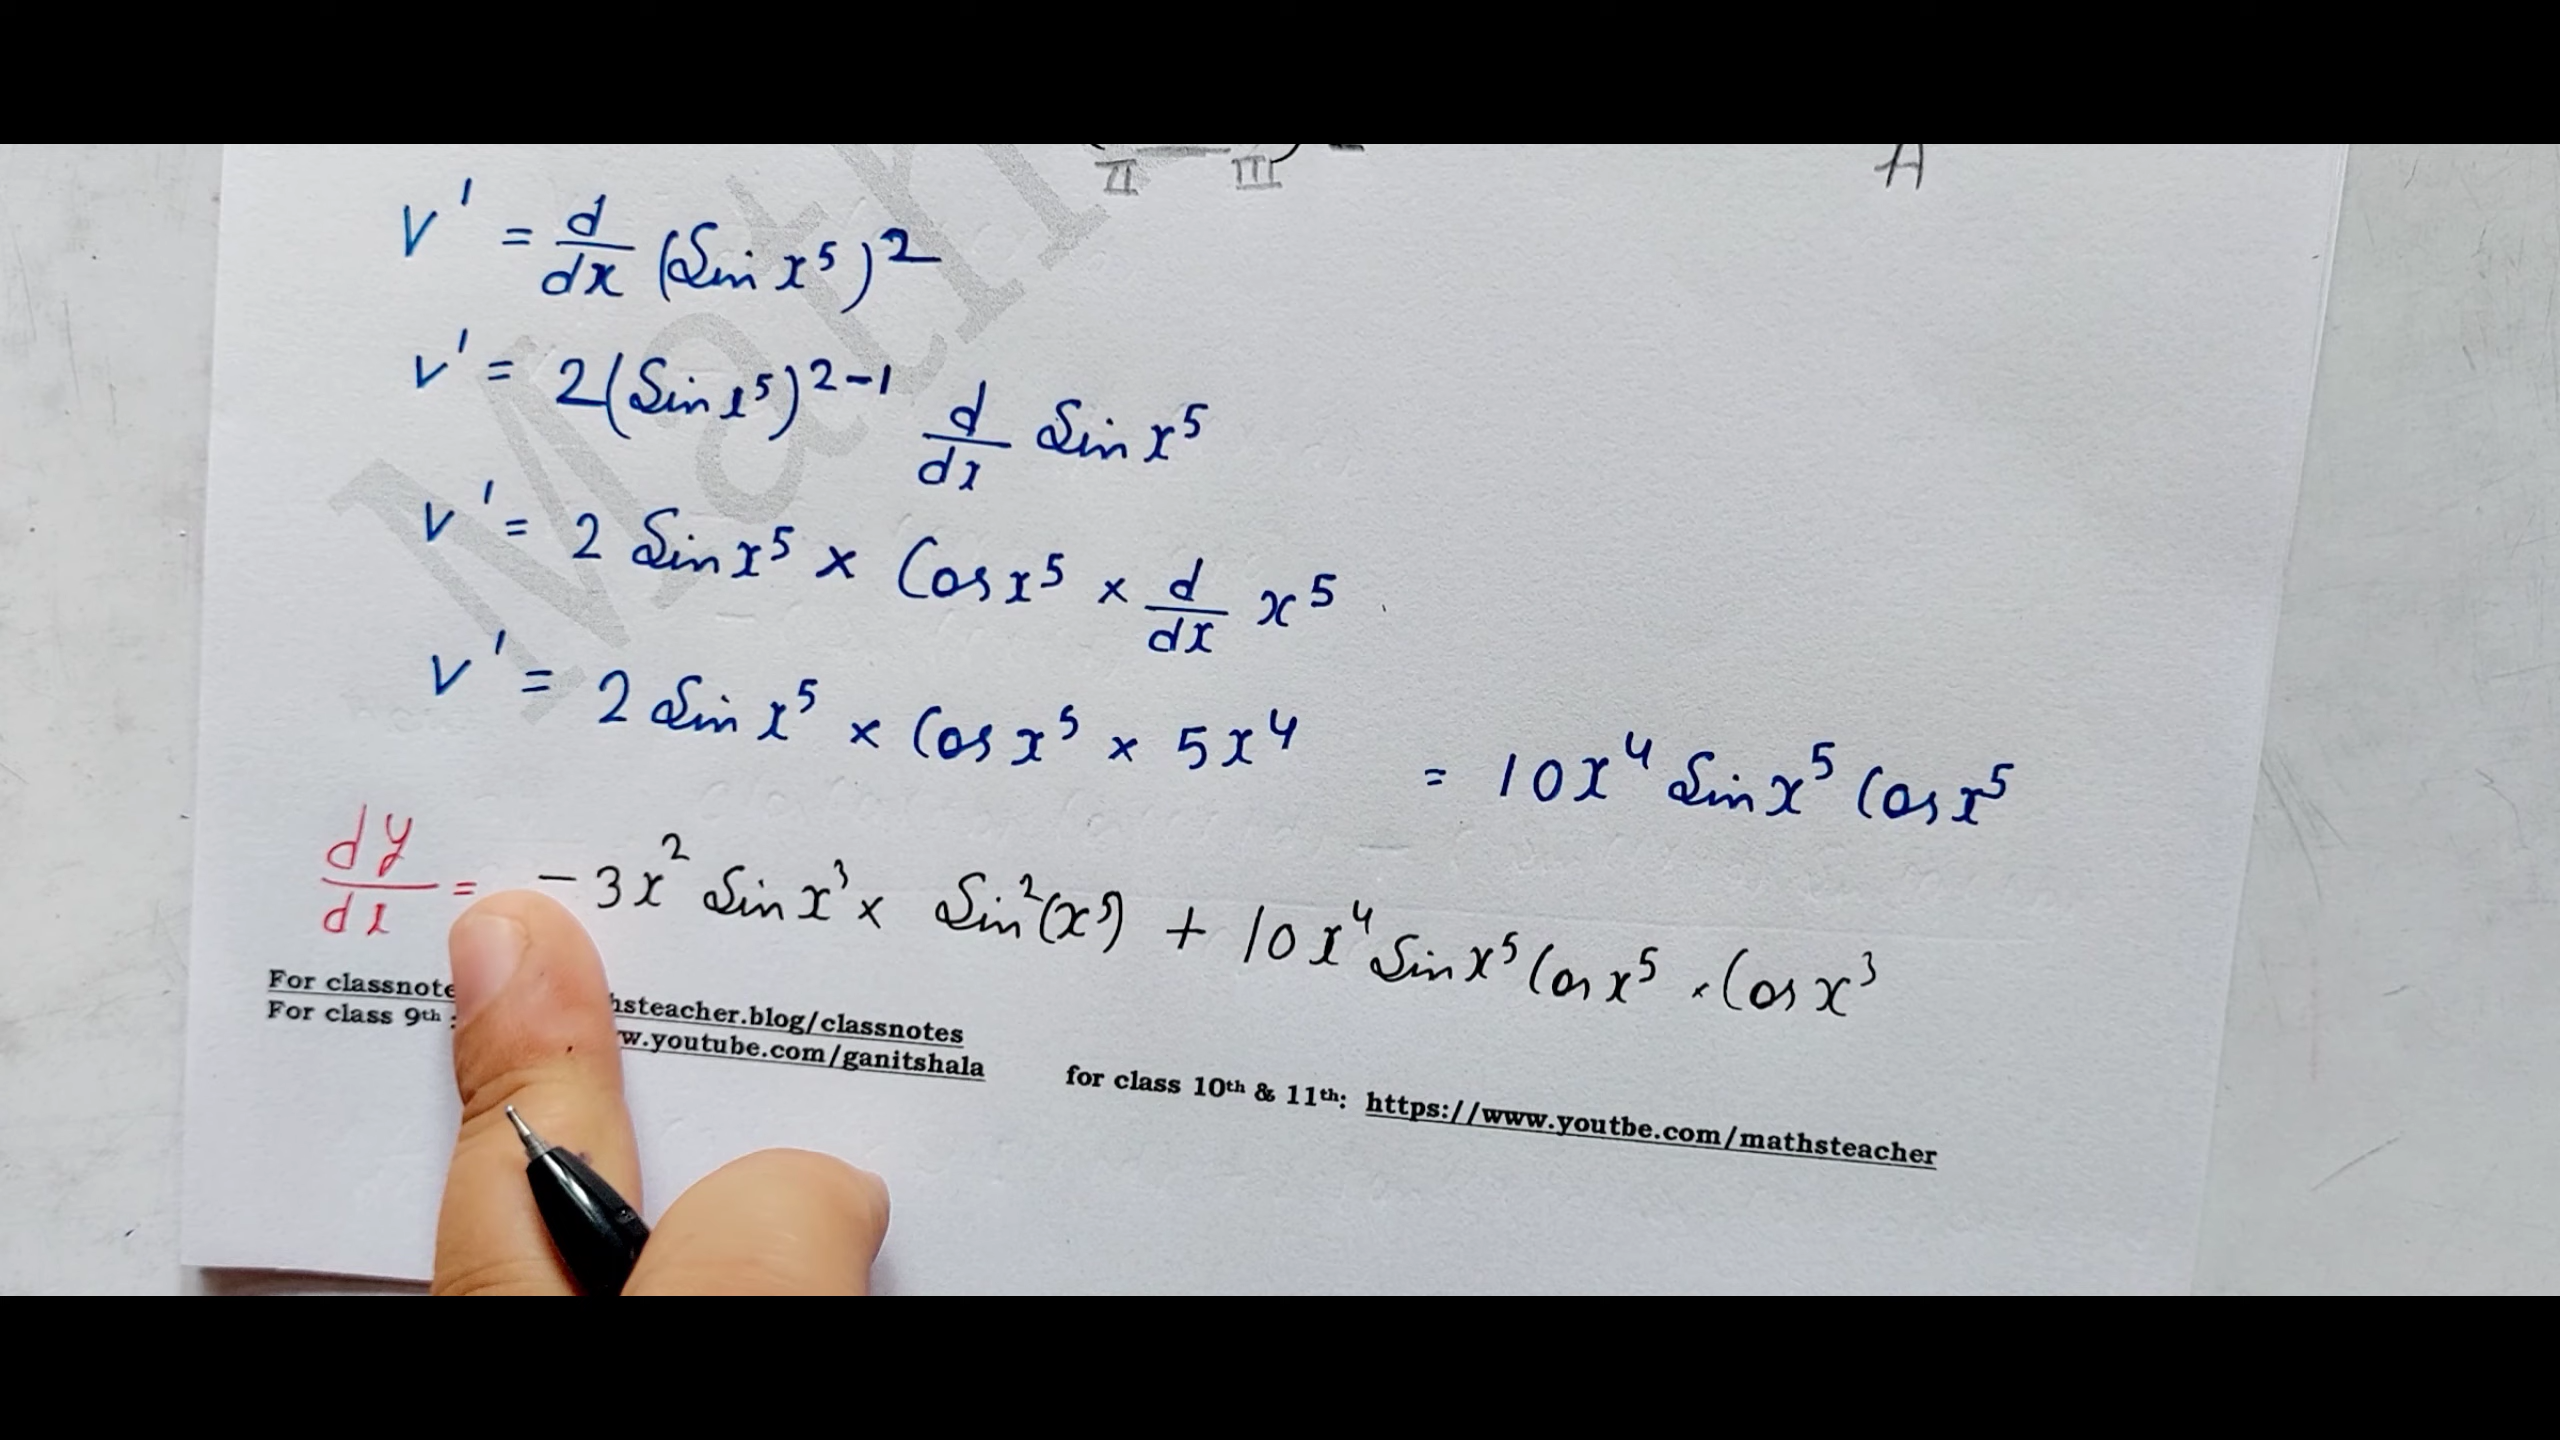 II III A
V' = d/dx (Sin x⁵)²
v' = 2(Sin x⁵)²⁻¹ d/dx Sin x⁵
v' = 2 Sin x⁵ × Cos x⁵ × d/dx x⁵
v' = 2 Sin x⁵ × Cos x⁵ × 5x⁴ = 10x⁴ Sin x⁵ Cos x⁵
dy/dx = -3x² Sin x³ × Sin²(x⁵) + 10x⁴ Sin x⁵ Cos x⁵ × Cos x³
For classnote hsteacher.blog/classnotes
For class 9th : w.youtube.com/ganitshala for class 10th & 11th: https://www.youtbe.com/mathsteacher